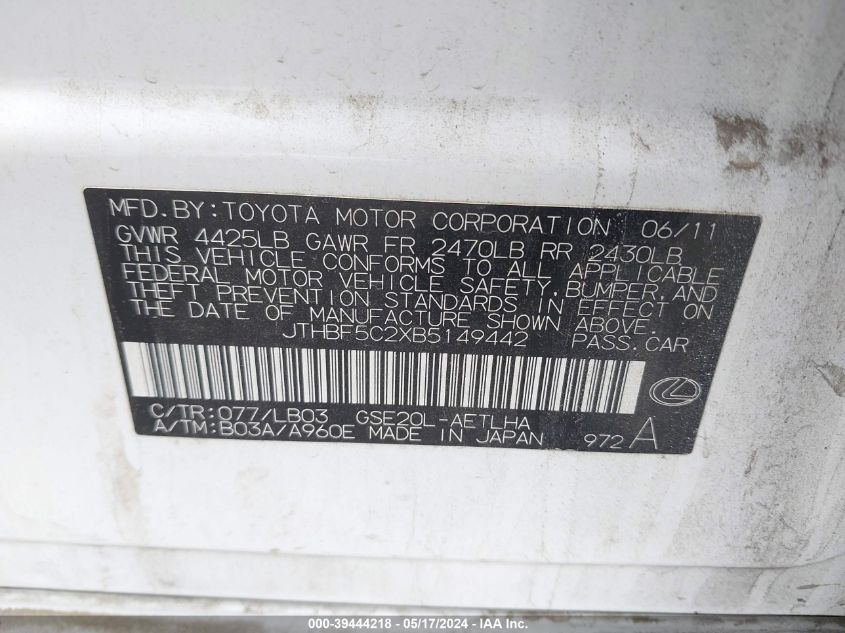 MFD. BY: TOYOTA MOTOR CORPORATION 06/11
GVWR 4425LB GAWR FR 2470LB RR 2430LB
THIS VEHICLE CONFORMS TO ALL APPLICABLE
FEDERAL MOTOR VEHICLE SAFETY, BUMPER, AND
THEFT PREVENTION STANDARDS IN EFFECT ON
THE DATE OF MANUFACTURE SHOWN ABOVE.
JTHBF5C2XB5149442 PASS. CAR
C/TR: 077/LB03 GSE20L-AETLHA
A/TM: B03A/A960E MADE IN JAPAN 972 A
000-39444218 - 05/17/2024 - IAA Inc.